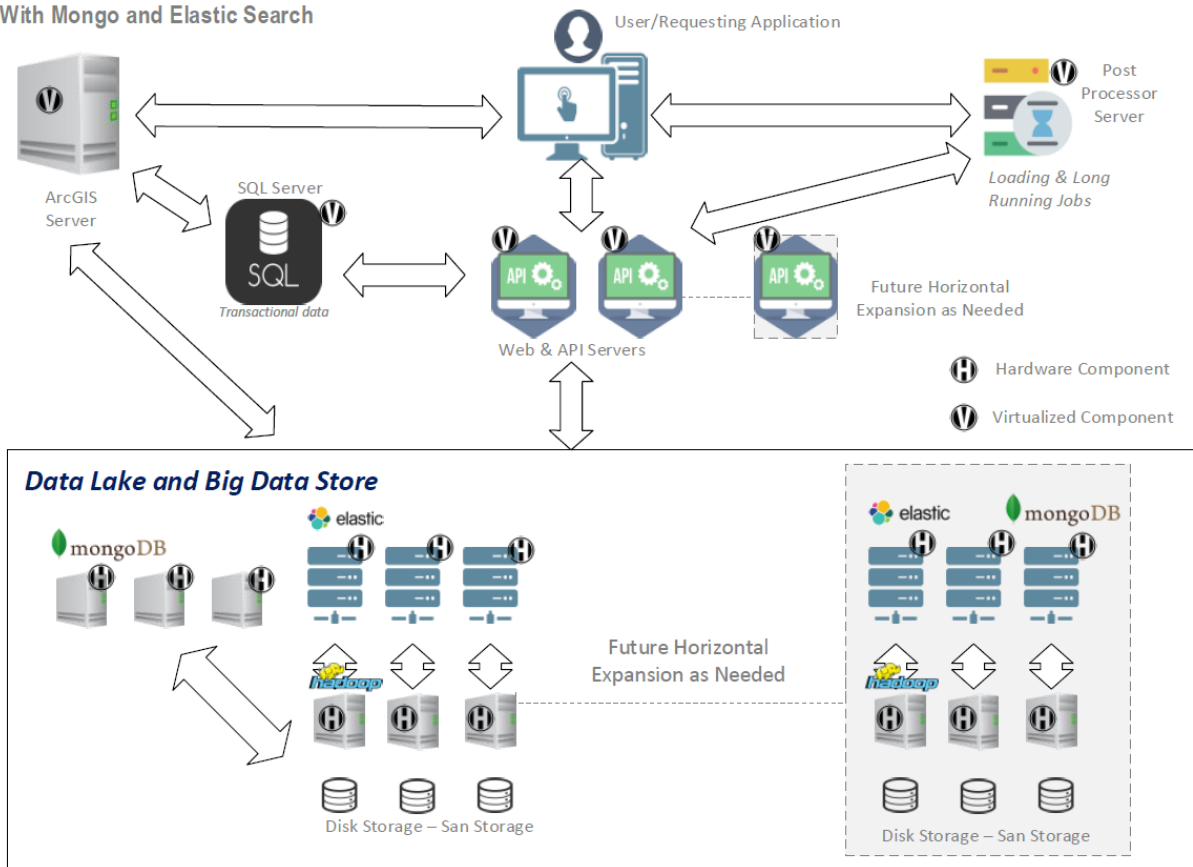 With Mongo and Elastic Search
User/Requesting Application
V
V
Post
Processor
Server
ArcGIS
Server
SQL Server
V
Loading & Long
Running Jobs
SQL
Transactional data
V
V
V
API
API
API
Future Horizontal
Expansion as Needed
Web & API Servers
H
Hardware Component
V
Virtualized Component
Data Lake and Big Data Store
elastic
mongoDB
H
H
H
H
H
H
elastic
mongoDB
H
H
H
Future Horizontal
Expansion as Needed
hadoop
H
H
H
hadoop
H
H
H
Disk Storage – San Storage
Disk Storage – San Storage